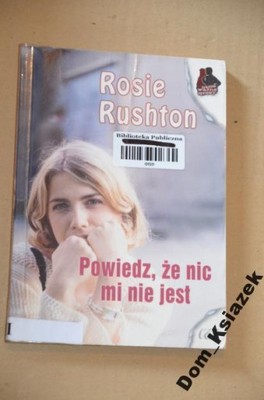 Rosie
Rushton
Biblioteka Publiczna
Powiedz, że nic
mi nie jest
Dom_Ksiazek